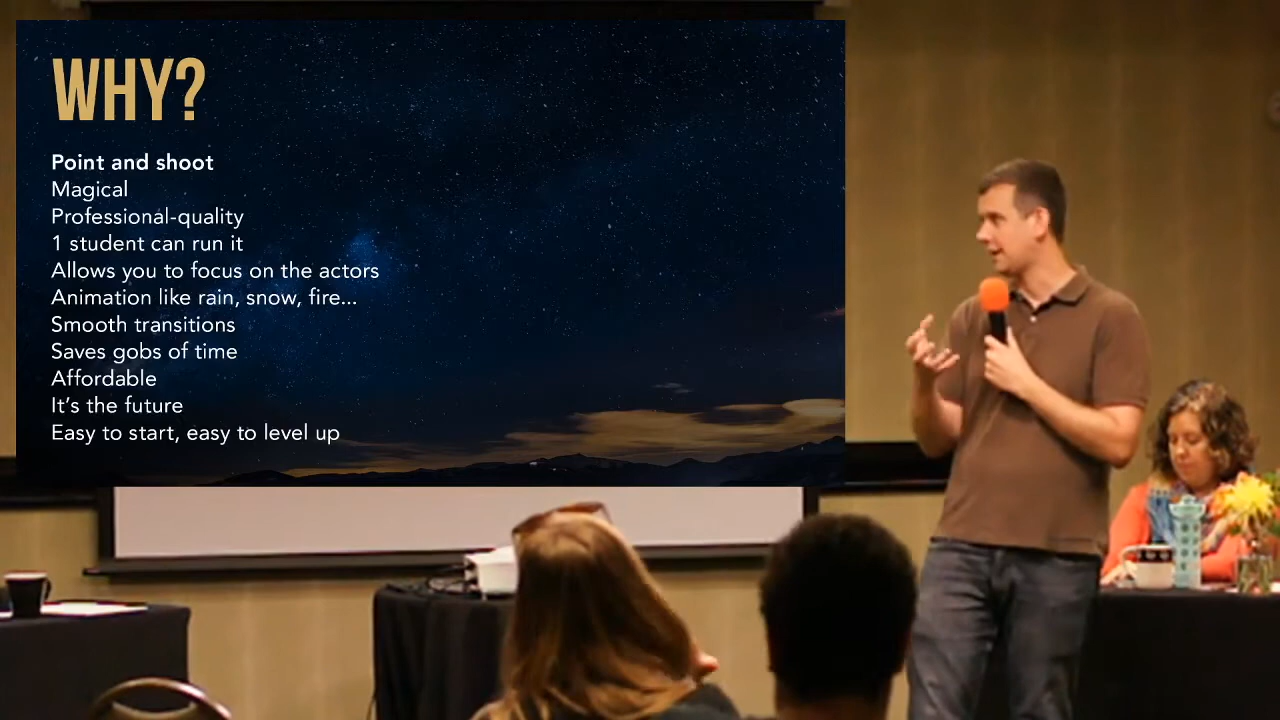 WHY?
Point and shoot
Magical
Professional-quality
1 student can run it
Allows you to focus on the actors
Animation like rain, snow, fire...
Smooth transitions
Saves gobs of time
Affordable
It's the future
Easy to start, easy to level up